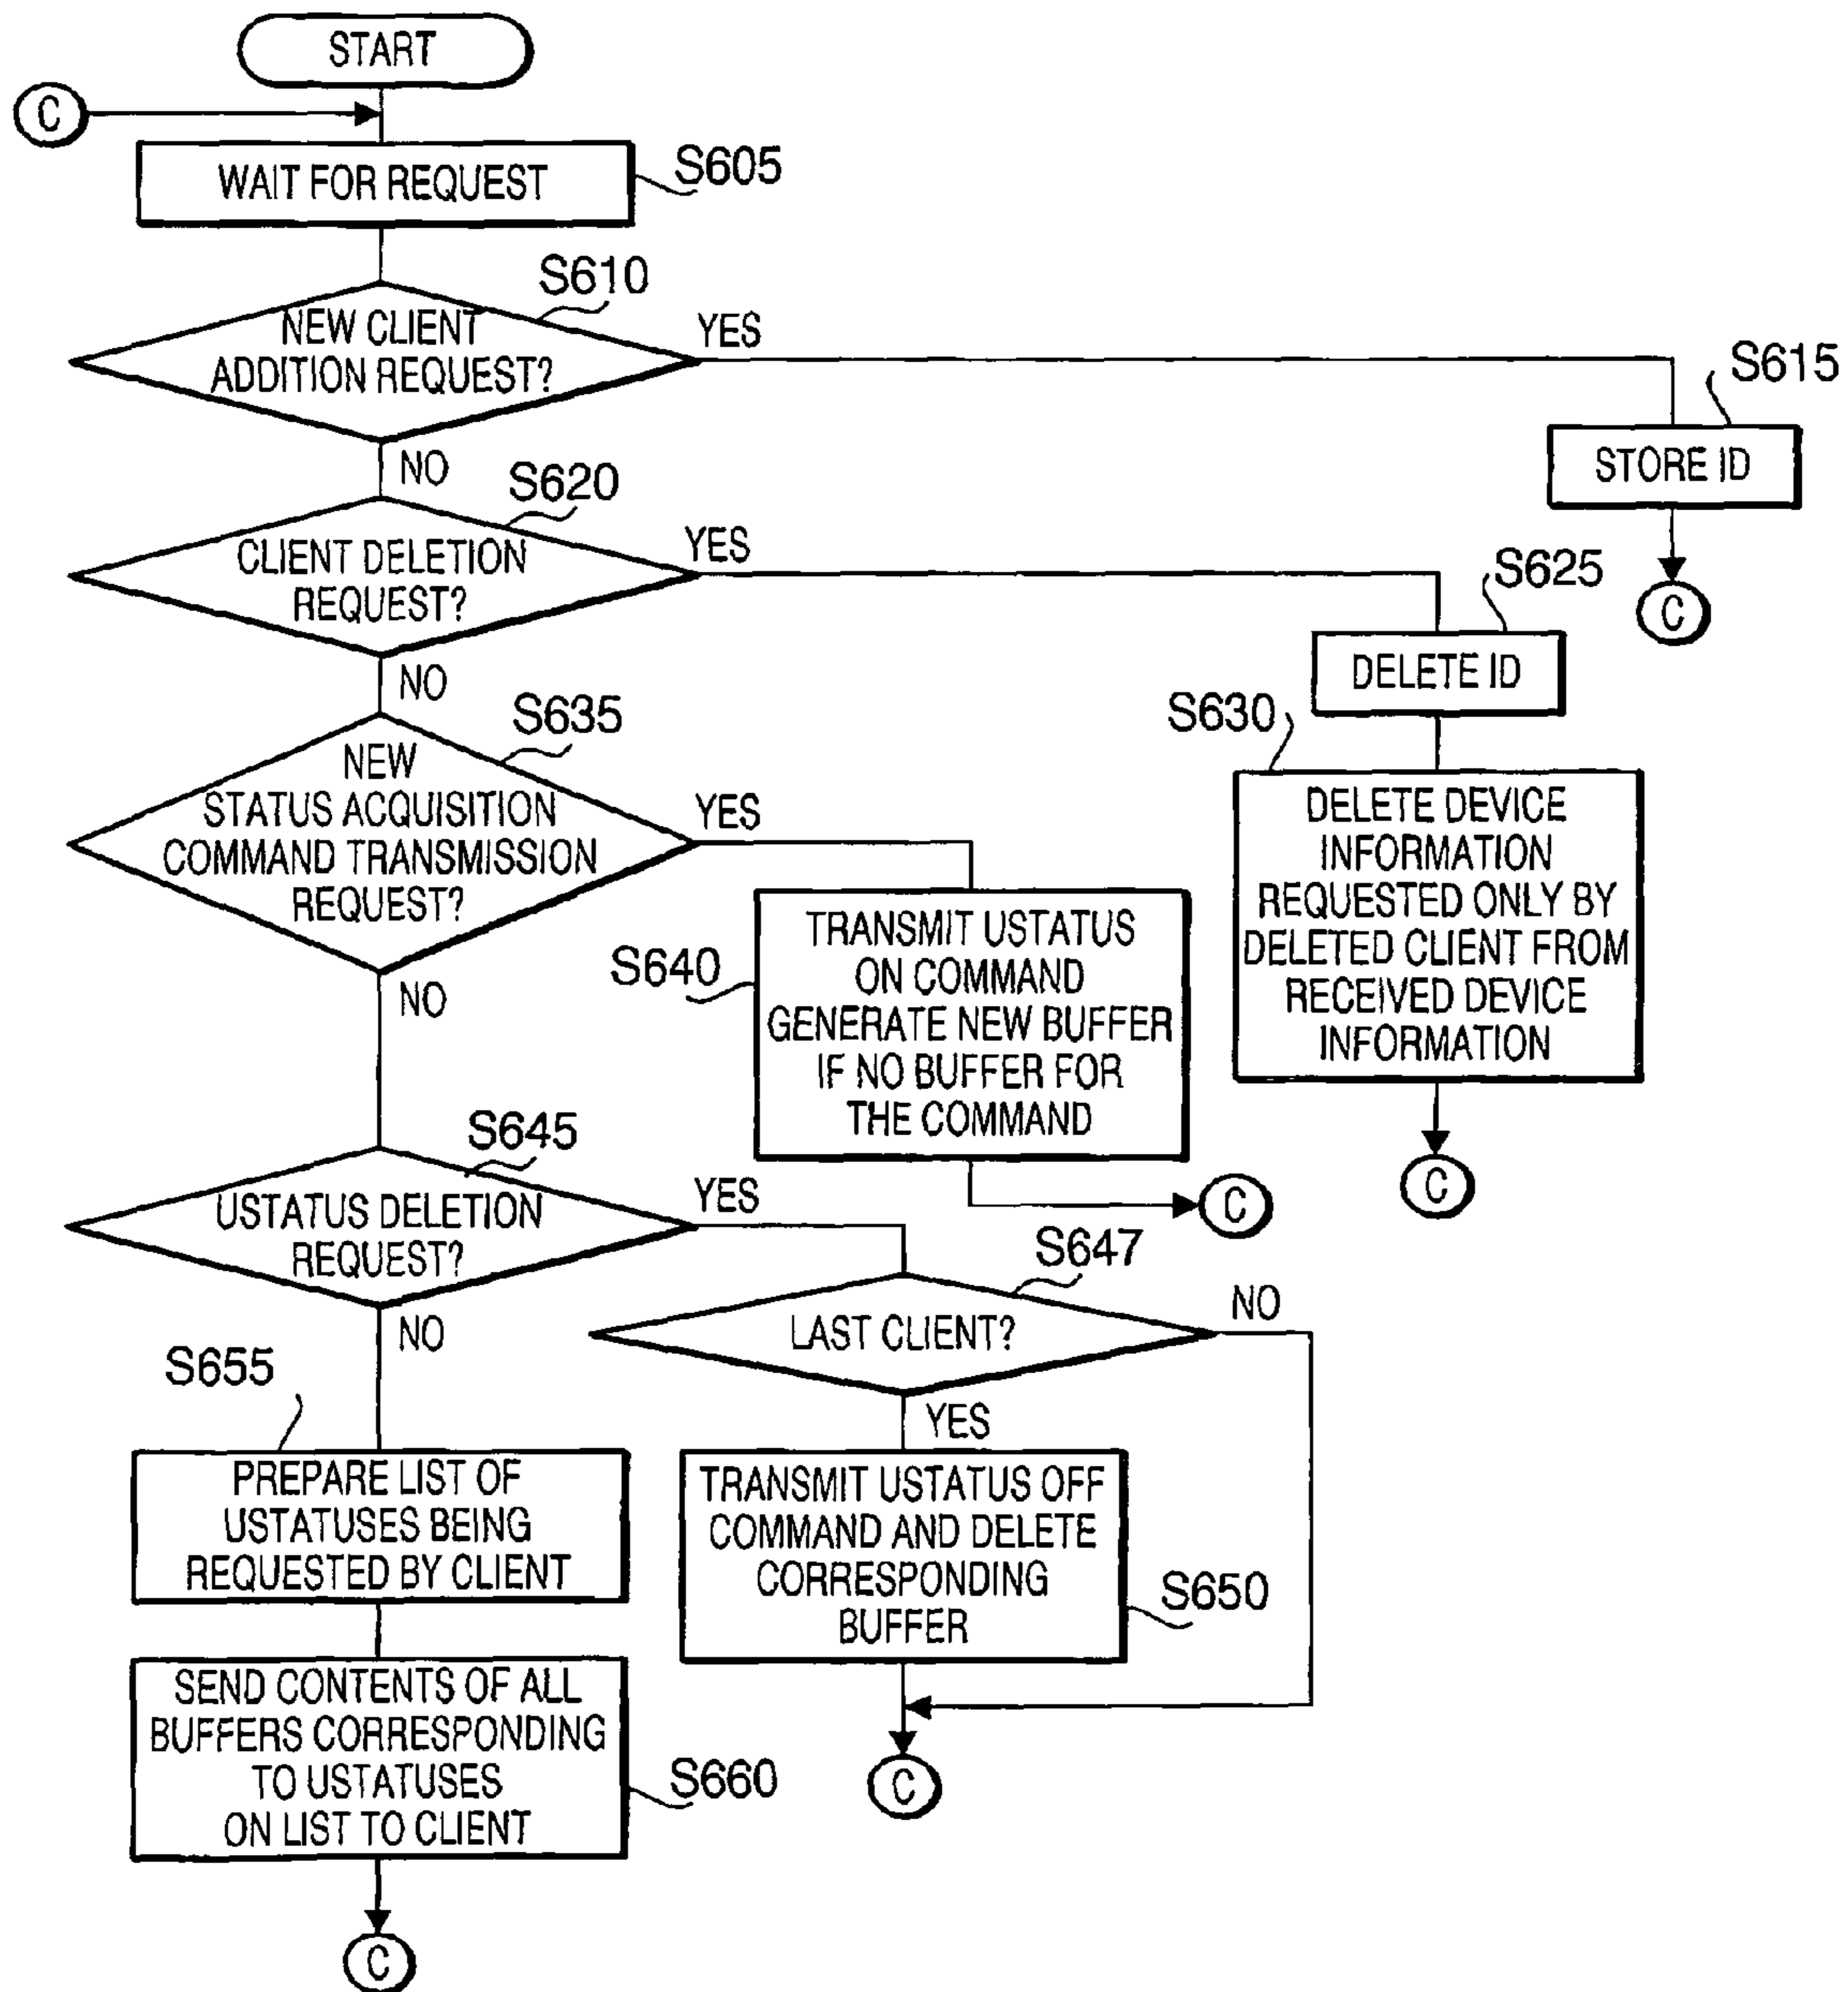 START
C
WAIT FOR REQUEST
S605
S610
NEW CLIENT
ADDITION REQUEST?
YES
S615
STORE ID
C
NO
S620
CLIENT DELETION
REQUEST?
YES
S625
DELETE ID
S630
DELETE DEVICE
INFORMATION
REQUESTED ONLY BY
DELETED CLIENT FROM
RECEIVED DEVICE
INFORMATION
C
NO
S635
NEW
STATUS ACQUISITION
COMMAND TRANSMISSION
REQUEST?
YES
S640
TRANSMIT USTATUS
ON COMMAND
GENERATE NEW BUFFER
IF NO BUFFER FOR
THE COMMAND
C
NO
S645
USTATUS DELETION
REQUEST?
YES
S647
LAST CLIENT?
NO
YES
TRANSMIT USTATUS OFF
COMMAND AND DELETE
CORRESPONDING
BUFFER
S650
C
NO
S655
PREPARE LIST OF
USTATUSES BEING
REQUESTED BY CLIENT
SEND CONTENTS OF ALL
BUFFERS CORRESPONDING
TO USTATUSES
ON LIST TO CLIENT
S660
C